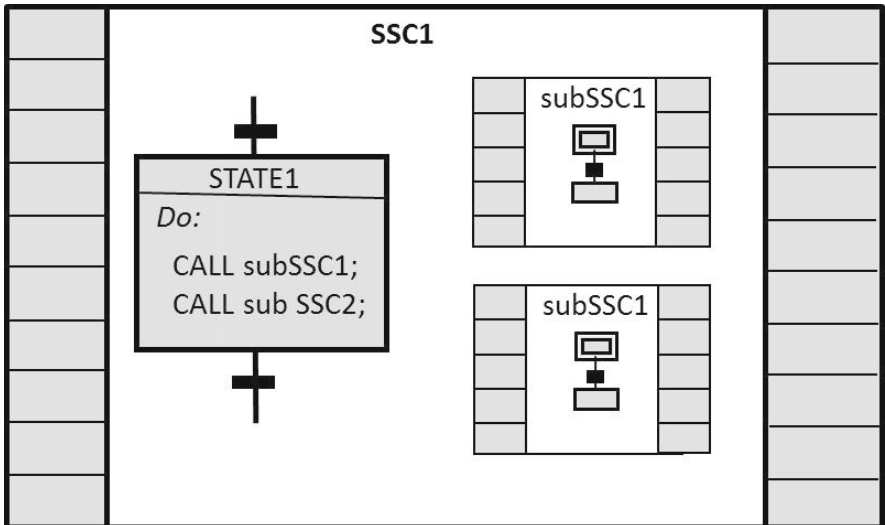 SSC1
STATE1
Do:
CALL subSSC1;
CALL sub SSC2;
subSSC1
subSSC1